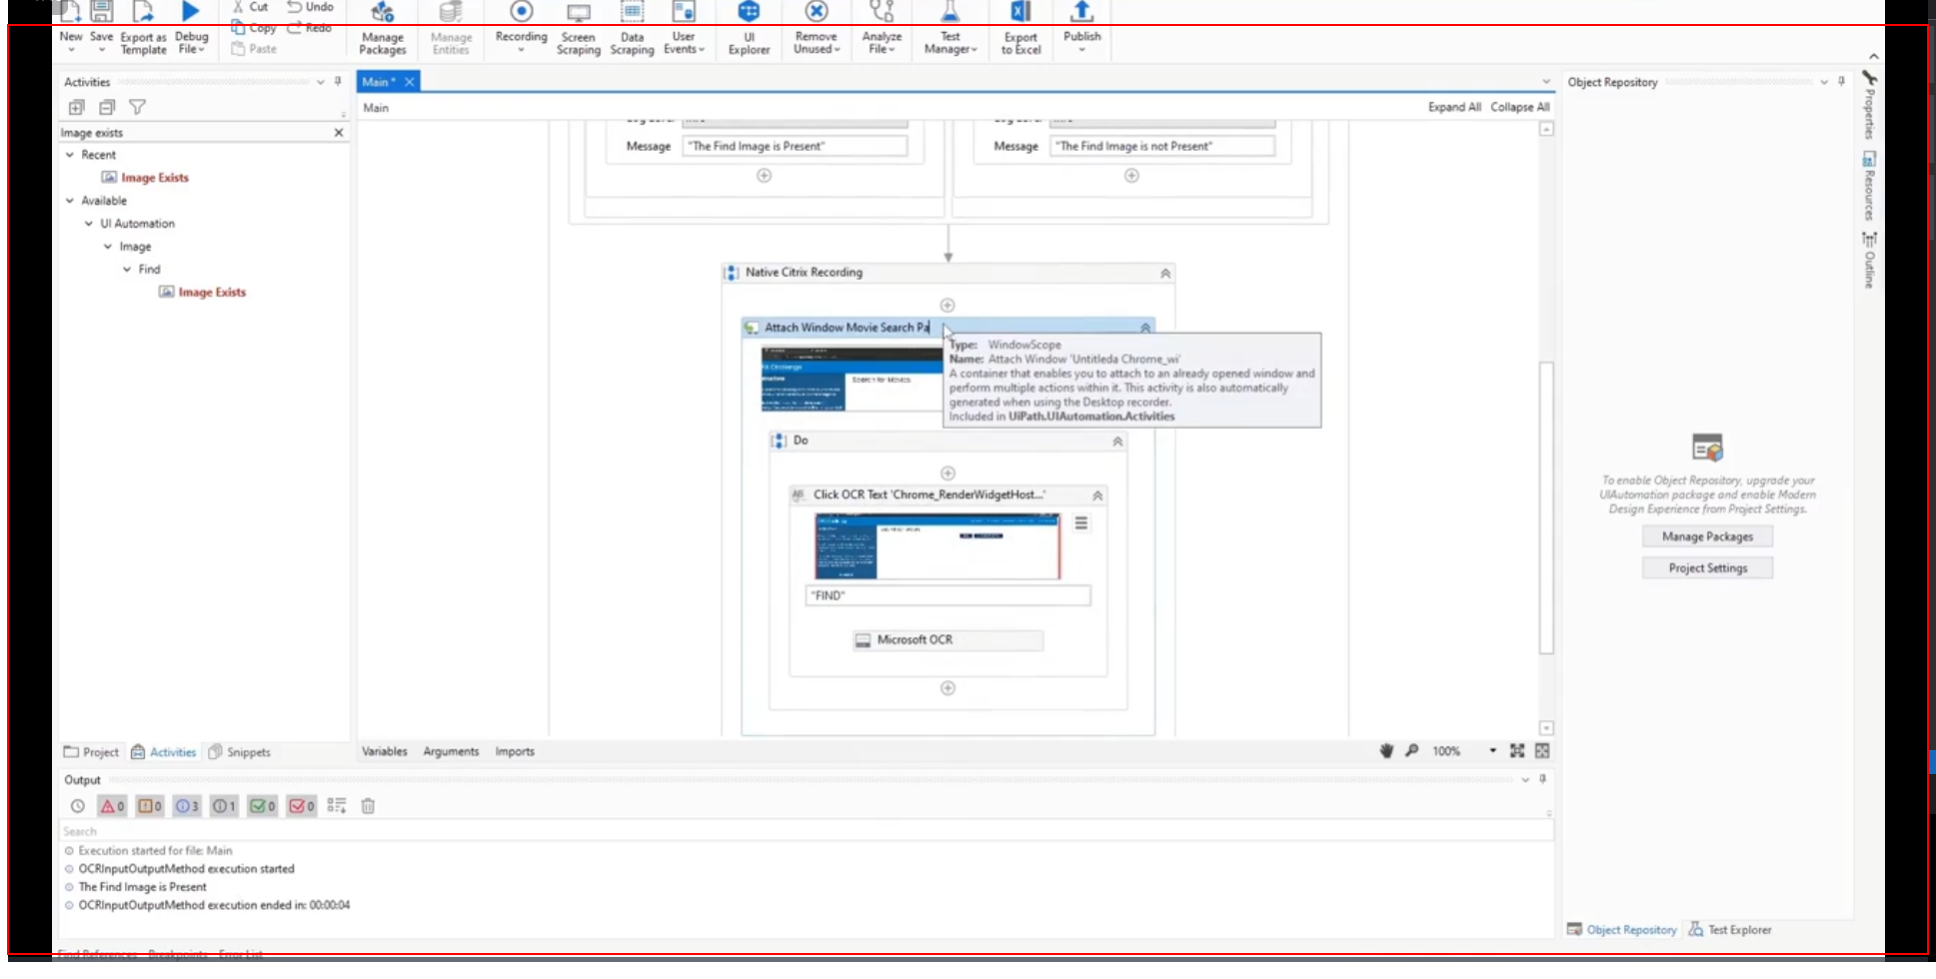 Cut
Undo
Copy
Redo
Paste
New
Save
Export as Template
Debug File
Manage Packages
Manage Entities
Recording
Screen Scraping
Data Scraping
User Events
UI Explorer
Remove Unused
Analyze File
Test Manager
Export to Excel
Publish
Activities
Image exists
Recent
Image Exists
Available
UI Automation
Image
Find
Image Exists
Project
Activities
Snippets
Main *
Main
Expand All
Collapse All
Message
"The Find Image is Present"
Message
"The Find Image is not Present"
Native Citrix Recording
Attach Window Movie Search Pa
Search for Movies
Type: WindowScope
Name: Attach Window 'Untitleda Chrome_wi'
A container that enables you to attach to an already opened window and
perform multiple actions within it. This activity is also automatically
generated when using the Desktop recorder.
Included in UiPath.UIAutomation.Activities
Do
Click OCR Text 'Chrome_RenderWidgetHost...'
"FIND"
Microsoft OCR
Variables
Arguments
Imports
100%
Object Repository
To enable Object Repository, upgrade your
UIAutomation package and enable Modern
Design Experience from Project Settings.
Manage Packages
Project Settings
Object Repository
Test Explorer
Properties
Resources
Outline
Output
0
0
3
1
0
0
Search
Execution started for file: Main
OCRInputOutputMethod execution started
The Find Image is Present
OCRInputOutputMethod execution ended in: 00:00:04
Find References
Breakpoints
Error List